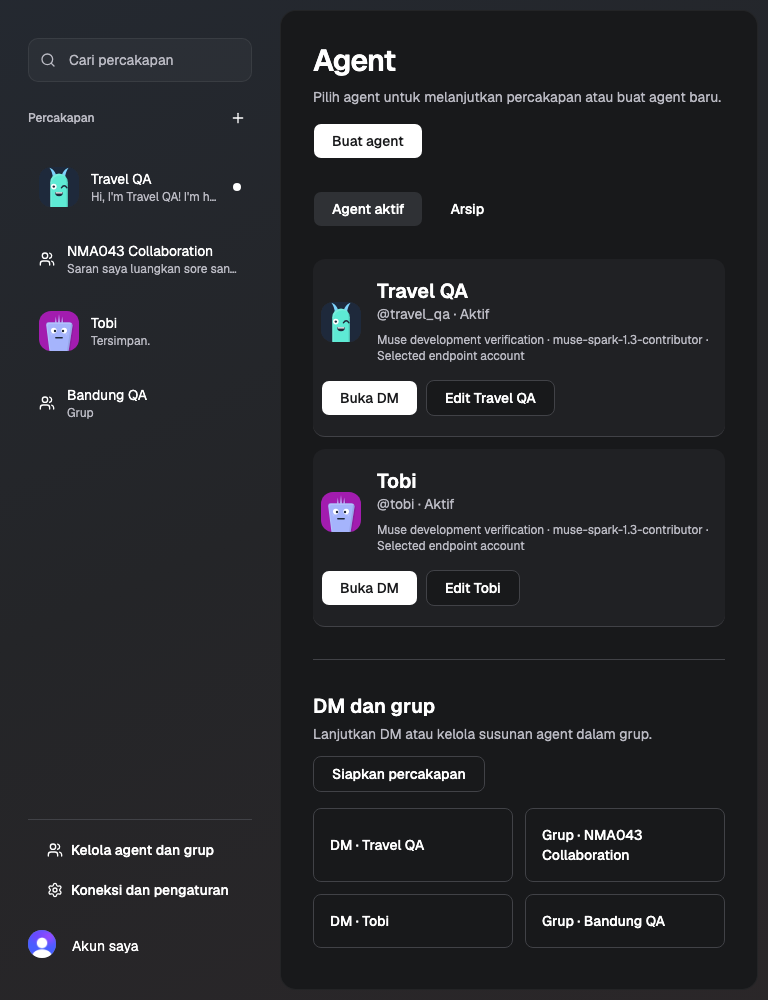 Cari percakapan
Percakapan
Travel QA
Hi, I'm Travel QA! I'm h...
NMA043 Collaboration
Saran saya luangkan sore san...
Tobi
Tersimpan.
Bandung QA
Grup
Kelola agent dan grup
Koneksi dan pengaturan
Akun saya
Agent
Pilih agent untuk melanjutkan percakapan atau buat agent baru.
Buat agent
Agent aktif
Arsip
Travel QA
@travel_qa · Aktif
Muse development verification · muse-spark-1.3-contributor ·
Selected endpoint account
Buka DM
Edit Travel QA
Tobi
@tobi · Aktif
Muse development verification · muse-spark-1.3-contributor ·
Selected endpoint account
Buka DM
Edit Tobi
DM dan grup
Lanjutkan DM atau kelola susunan agent dalam grup.
Siapkan percakapan
DM · Travel QA
Grup · NMA043
Collaboration
DM · Tobi
Grup · Bandung QA